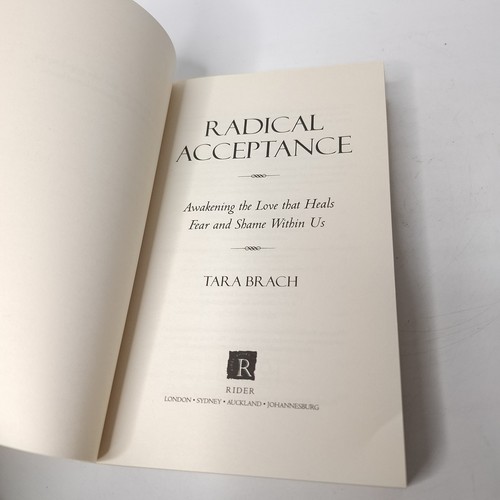 RADICAL
ACCEPTANCE
Awakening the Love that Heals
Fear and Shame Within Us
TARA BRACH
R
RIDER
LONDON • SYDNEY • AUCKLAND • JOHANNESBURG